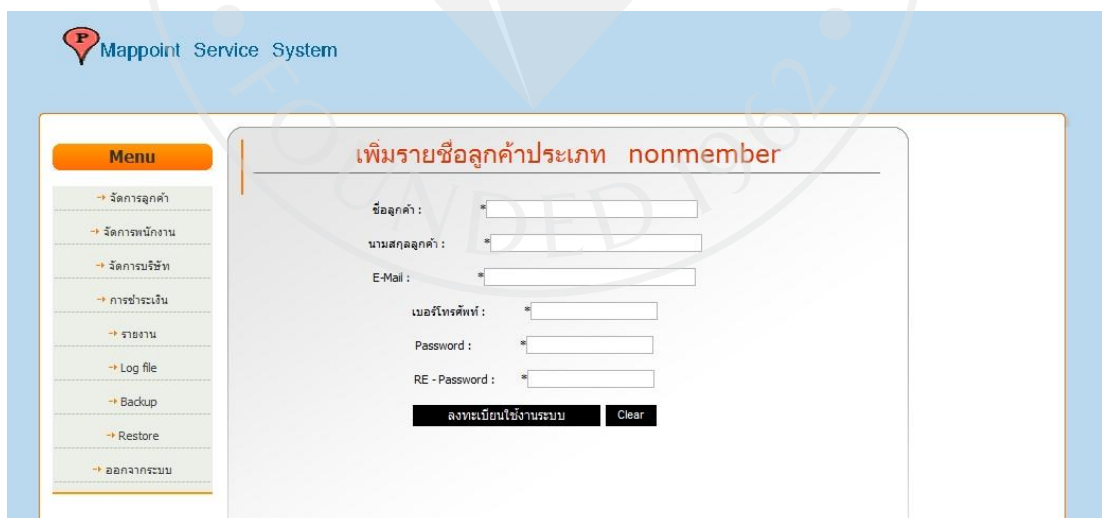 P
Mappoint Service System
Menu
→ จัดการลูกค้า
→ จัดการพนักงาน
→ จัดการบริษัท
→ การชำระเงิน
→ รายงาน
→ Log file
→ Backup
→ Restore
→ ออกจากระบบ
เพิ่มรายชื่อลูกค้าประเภท nonmember
ชื่อลูกค้า : *
นามสกุลลูกค้า : *
E-Mail : *
เบอร์โทรศัพท์ : *
Password : *
RE - Password : *
ลงทะเบียนใช้งานระบบ Clear
FOUNDED 1962